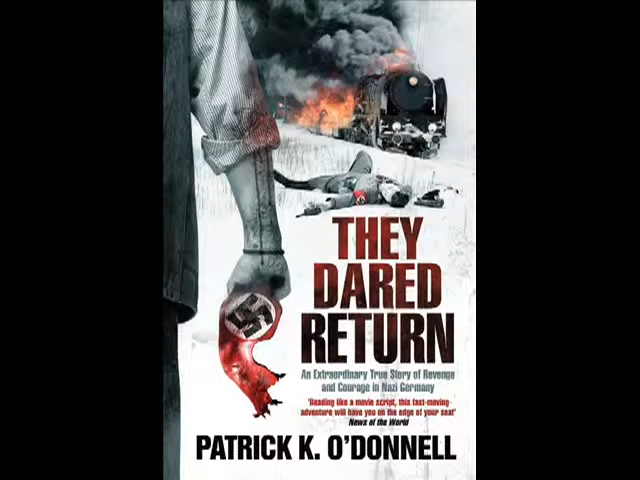 THEY
DARED
RETURN
An Extraordinary True Story of Revenge
and Courage in Nazi Germany
'Reading like a movie script, this fast-moving
adventure will have you on the edge of your seat'
News of the World
PATRICK K. O'DONNELL